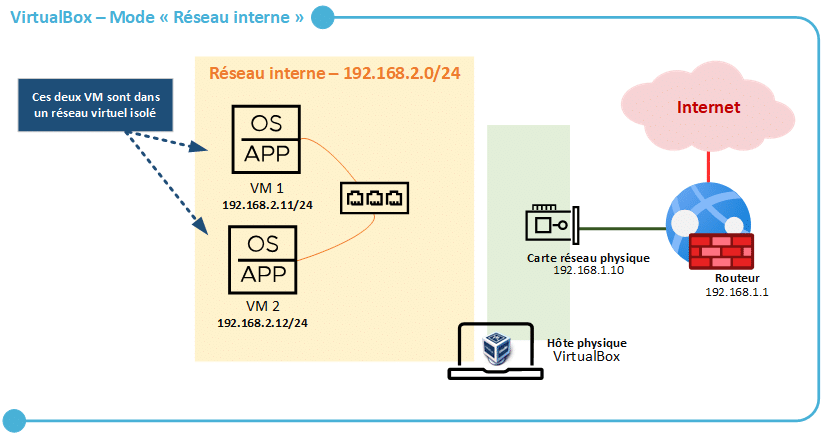 VirtualBox – Mode « Réseau interne »
Réseau interne – 192.168.2.0/24
Ces deux VM sont dans
un réseau virtuel isolé
OS
APP
VM 1
192.168.2.11/24
OS
APP
VM 2
192.168.2.12/24
Internet
Carte réseau physique
192.168.1.10
Routeur
192.168.1.1
Hôte physique
VirtualBox